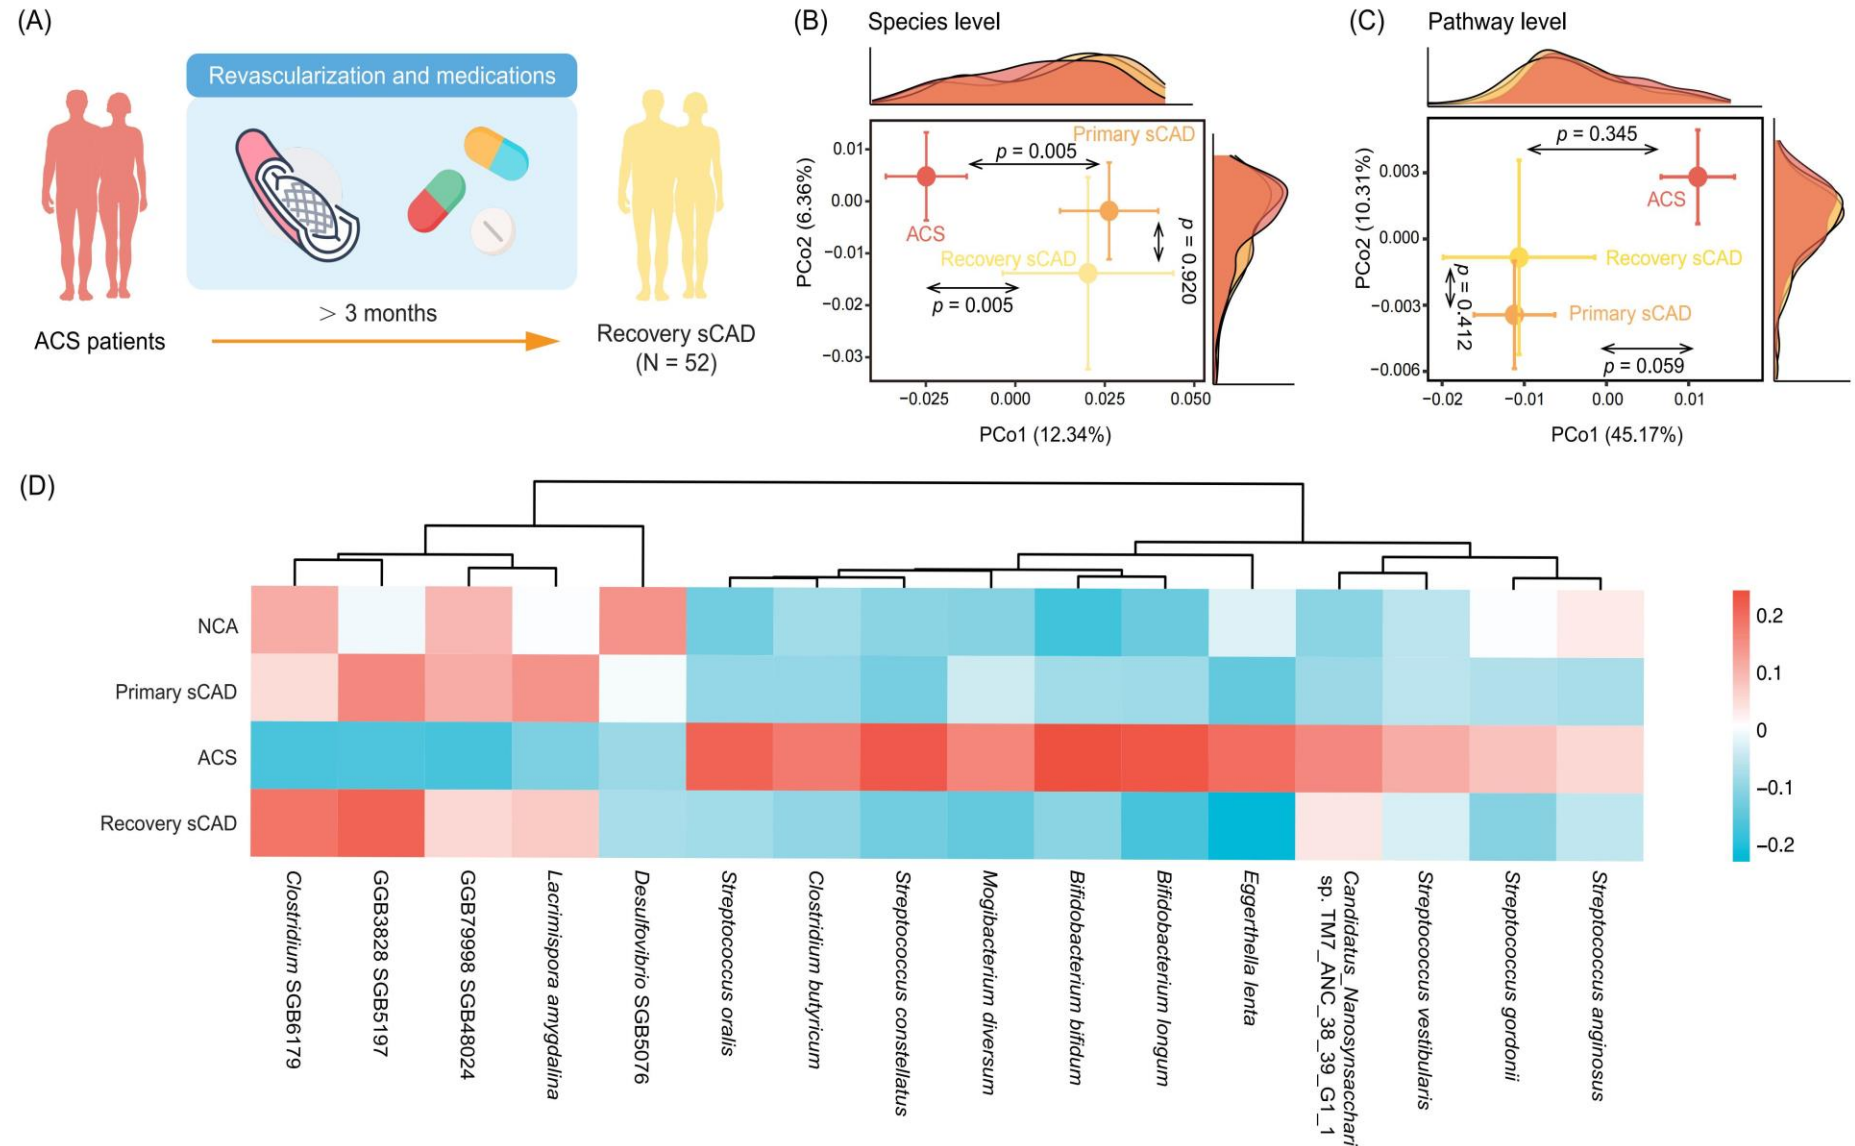 (A)
Revascularization and medications
> 3 months
ACS patients
Recovery sCAD
(N = 52)
(B)
Species level
Primary sCAD
p = 0.005
ACS
Recovery sCAD
p = 0.005
p = 0.920
0.01
0.00
−0.01
−0.02
−0.03
PCo2 (6.36%)
−0.025
0.000
0.025
0.050
PCo1 (12.34%)
(C)
Pathway level
p = 0.345
ACS
Recovery sCAD
Primary sCAD
p = 0.412
p = 0.059
0.003
0.000
−0.003
−0.006
PCo2 (10.31%)
−0.02
−0.01
0.00
0.01
PCo1 (45.17%)
(D)
NCA
Primary sCAD
ACS
Recovery sCAD
0.2
0.1
0
−0.1
−0.2
Clostridium SGB6179
GGB3828 SGB5197
GGB79998 SGB48024
Lacrimispora amygdalina
Desulfovibrio SGB5076
Streptococcus oralis
Clostridium butyricum
Streptococcus constellatus
Mogibacterium diversum
Bifidobacterium bifidum
Bifidobacterium longum
Eggerthella lenta
Candidatus_Nanosynsacchari
sp. TM7_ANC_38_39_G1_1
Streptococcus vestibularis
Streptococcus gordonii
Streptococcus anginosus